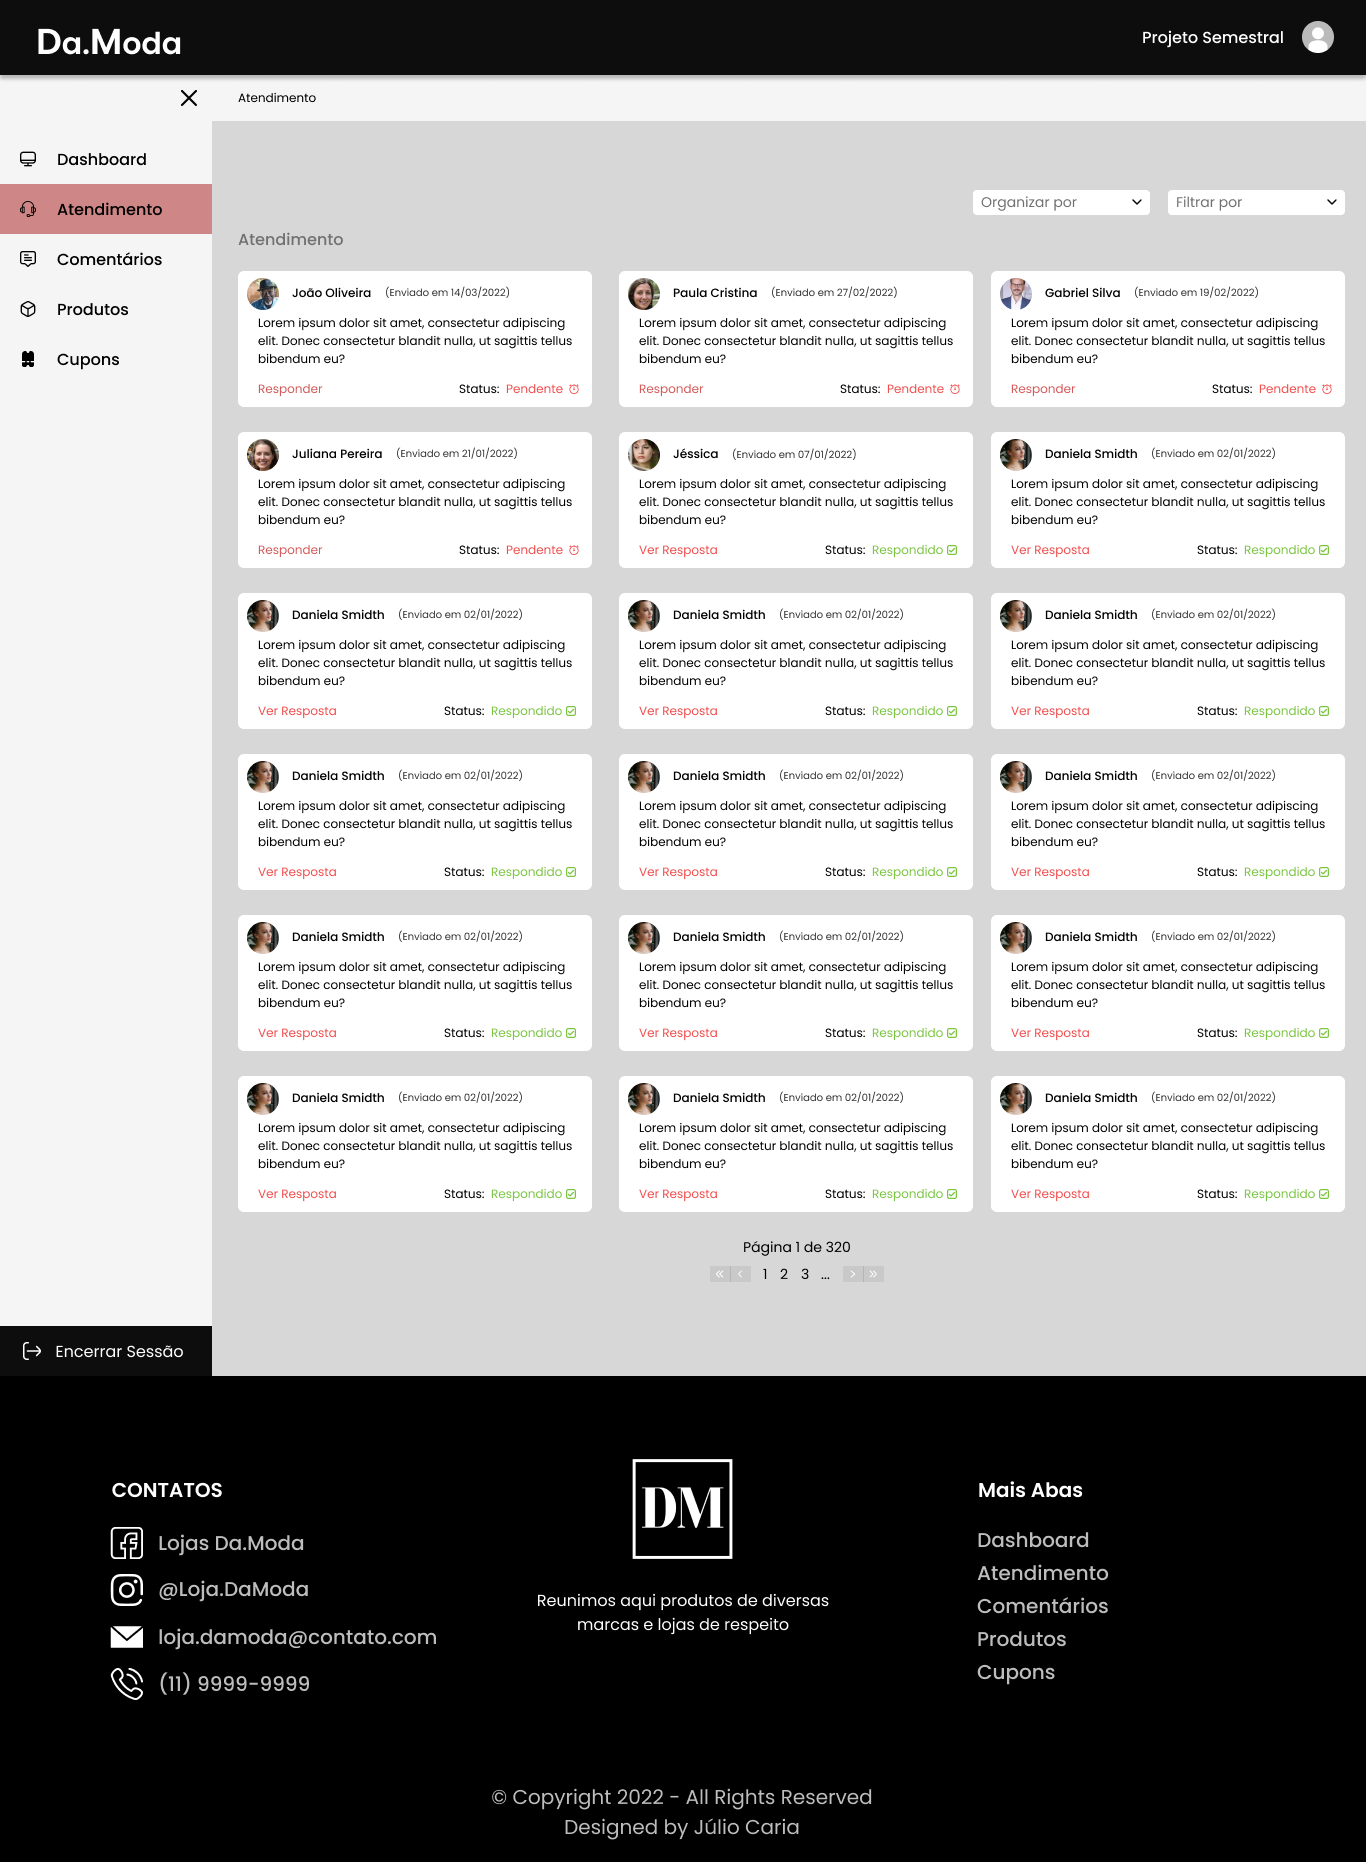 Da.Moda
Projeto Semestral
Atendimento
Dashboard
Atendimento
Comentários
Produtos
Cupons
Organizar por
Filtrar por
Atendimento
João Oliveira (Enviado em 14/03/2022)
Lorem ipsum dolor sit amet, consectetur adipiscing
elit. Donec consectetur blandit nulla, ut sagittis tellus
bibendum eu?
Responder Status: Pendente
Paula Cristina (Enviado em 27/02/2022)
Lorem ipsum dolor sit amet, consectetur adipiscing
elit. Donec consectetur blandit nulla, ut sagittis tellus
bibendum eu?
Responder Status: Pendente
Gabriel Silva (Enviado em 19/02/2022)
Lorem ipsum dolor sit amet, consectetur adipiscing
elit. Donec consectetur blandit nulla, ut sagittis tellus
bibendum eu?
Responder Status: Pendente
Juliana Pereira (Enviado em 21/01/2022)
Lorem ipsum dolor sit amet, consectetur adipiscing
elit. Donec consectetur blandit nulla, ut sagittis tellus
bibendum eu?
Responder Status: Pendente
Jéssica (Enviado em 07/01/2022)
Lorem ipsum dolor sit amet, consectetur adipiscing
elit. Donec consectetur blandit nulla, ut sagittis tellus
bibendum eu?
Ver Resposta Status: Respondido
Daniela Smidth (Enviado em 02/01/2022)
Lorem ipsum dolor sit amet, consectetur adipiscing
elit. Donec consectetur blandit nulla, ut sagittis tellus
bibendum eu?
Ver Resposta Status: Respondido
Daniela Smidth (Enviado em 02/01/2022)
Lorem ipsum dolor sit amet, consectetur adipiscing
elit. Donec consectetur blandit nulla, ut sagittis tellus
bibendum eu?
Ver Resposta Status: Respondido
Daniela Smidth (Enviado em 02/01/2022)
Lorem ipsum dolor sit amet, consectetur adipiscing
elit. Donec consectetur blandit nulla, ut sagittis tellus
bibendum eu?
Ver Resposta Status: Respondido
Daniela Smidth (Enviado em 02/01/2022)
Lorem ipsum dolor sit amet, consectetur adipiscing
elit. Donec consectetur blandit nulla, ut sagittis tellus
bibendum eu?
Ver Resposta Status: Respondido
Daniela Smidth (Enviado em 02/01/2022)
Lorem ipsum dolor sit amet, consectetur adipiscing
elit. Donec consectetur blandit nulla, ut sagittis tellus
bibendum eu?
Ver Resposta Status: Respondido
Daniela Smidth (Enviado em 02/01/2022)
Lorem ipsum dolor sit amet, consectetur adipiscing
elit. Donec consectetur blandit nulla, ut sagittis tellus
bibendum eu?
Ver Resposta Status: Respondido
Daniela Smidth (Enviado em 02/01/2022)
Lorem ipsum dolor sit amet, consectetur adipiscing
elit. Donec consectetur blandit nulla, ut sagittis tellus
bibendum eu?
Ver Resposta Status: Respondido
Daniela Smidth (Enviado em 02/01/2022)
Lorem ipsum dolor sit amet, consectetur adipiscing
elit. Donec consectetur blandit nulla, ut sagittis tellus
bibendum eu?
Ver Resposta Status: Respondido
Daniela Smidth (Enviado em 02/01/2022)
Lorem ipsum dolor sit amet, consectetur adipiscing
elit. Donec consectetur blandit nulla, ut sagittis tellus
bibendum eu?
Ver Resposta Status: Respondido
Daniela Smidth (Enviado em 02/01/2022)
Lorem ipsum dolor sit amet, consectetur adipiscing
elit. Donec consectetur blandit nulla, ut sagittis tellus
bibendum eu?
Ver Resposta Status: Respondido
Daniela Smidth (Enviado em 02/01/2022)
Lorem ipsum dolor sit amet, consectetur adipiscing
elit. Donec consectetur blandit nulla, ut sagittis tellus
bibendum eu?
Ver Resposta Status: Respondido
Daniela Smidth (Enviado em 02/01/2022)
Lorem ipsum dolor sit amet, consectetur adipiscing
elit. Donec consectetur blandit nulla, ut sagittis tellus
bibendum eu?
Ver Resposta Status: Respondido
Daniela Smidth (Enviado em 02/01/2022)
Lorem ipsum dolor sit amet, consectetur adipiscing
elit. Donec consectetur blandit nulla, ut sagittis tellus
bibendum eu?
Ver Resposta Status: Respondido
Página 1 de 320
« ‹ 1 2 3 ... › »
Encerrar Sessão
CONTATOS
Lojas Da.Moda
@Loja.DaModa
loja.damoda@contato.com
(11) 9999-9999
DM
Reunimos aqui produtos de diversas
marcas e lojas de respeito
Mais Abas
Dashboard
Atendimento
Comentários
Produtos
Cupons
© Copyright 2022 - All Rights Reserved
Designed by Júlio Caria